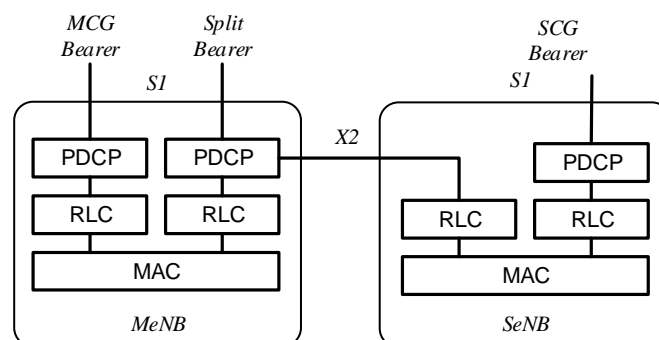 MCG
Bearer
Split
Bearer
SCG
Bearer
S1
S1
X2
PDCP
PDCP
PDCP
RLC
RLC
RLC
RLC
MAC
MAC
MeNB
SeNB